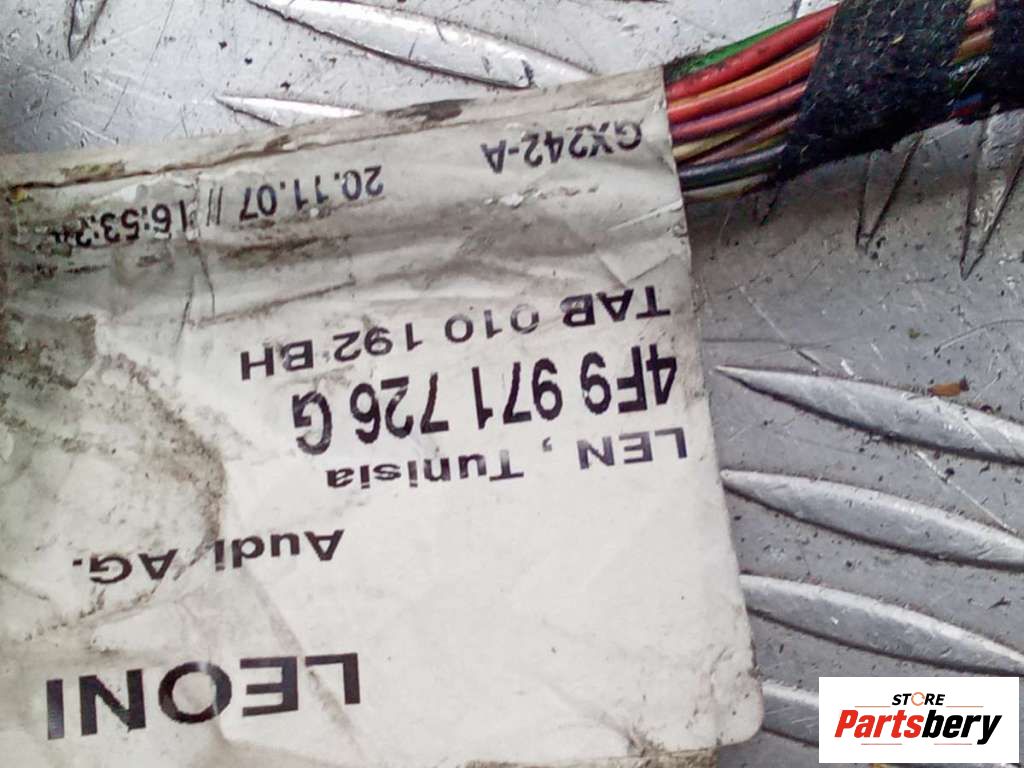 LEONI
Audi AG.
LEN, Tunisia
4F9 971 726 G
TAB 010 192 BH
20.11.07 // 16:53:
GX242-A
STORE
Partsbery